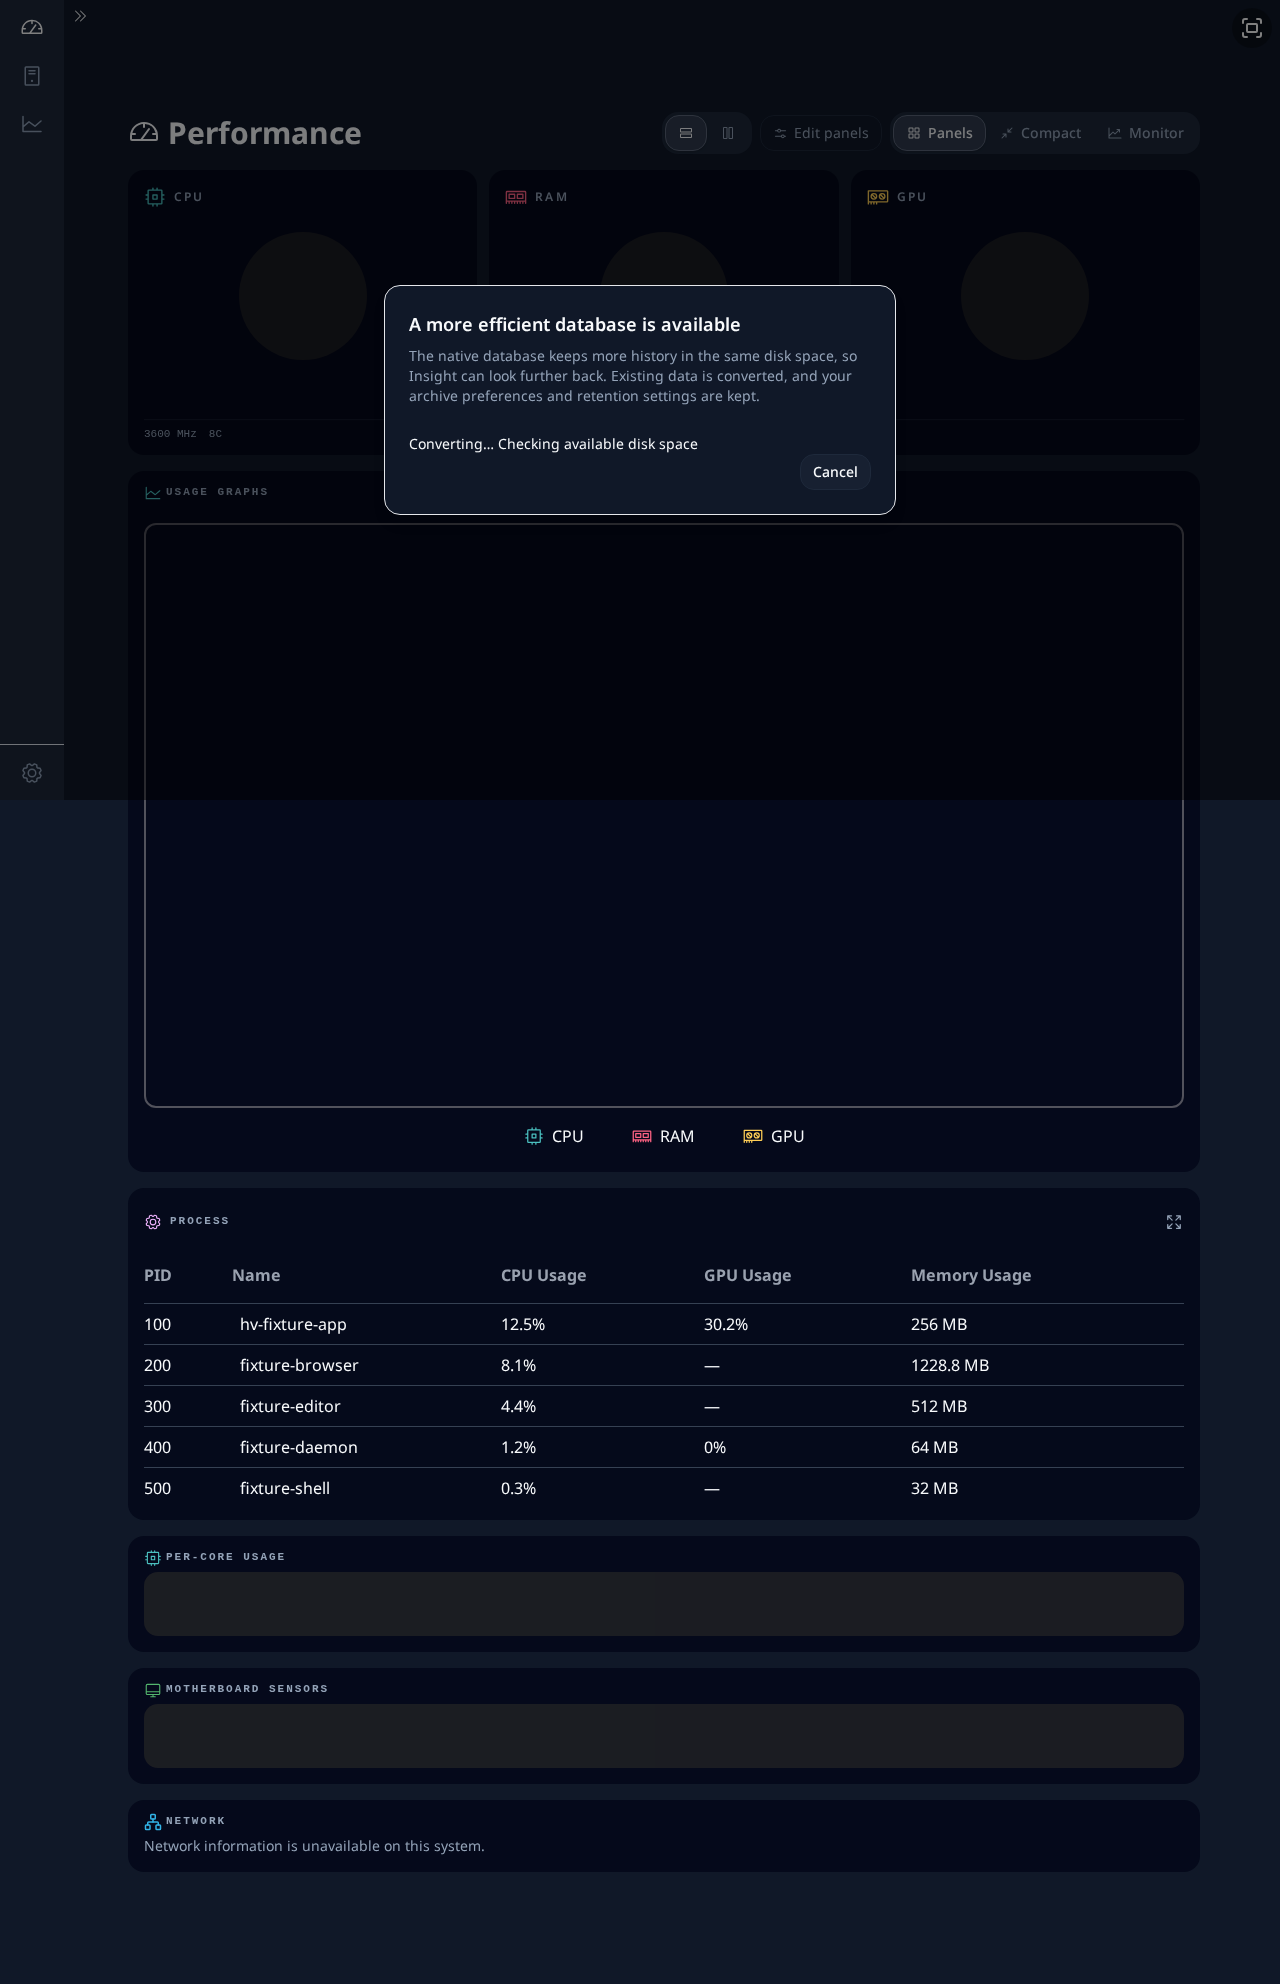 Performance
Edit panels
Panels
Compact
Monitor
CPU
RAM
GPU
3600 MHz 8C
A more efficient database is available
The native database keeps more history in the same disk space, so
Insight can look further back. Existing data is converted, and your
archive preferences and retention settings are kept.
Converting... Checking available disk space
Cancel
USAGE GRAPHS
CPU
RAM
GPU
PROCESS
PID Name CPU Usage GPU Usage Memory Usage
100 hv-fixture-app 12.5% 30.2% 256 MB
200 fixture-browser 8.1% — 1228.8 MB
300 fixture-editor 4.4% — 512 MB
400 fixture-daemon 1.2% 0% 64 MB
500 fixture-shell 0.3% — 32 MB
PER-CORE USAGE
MOTHERBOARD SENSORS
NETWORK
Network information is unavailable on this system.